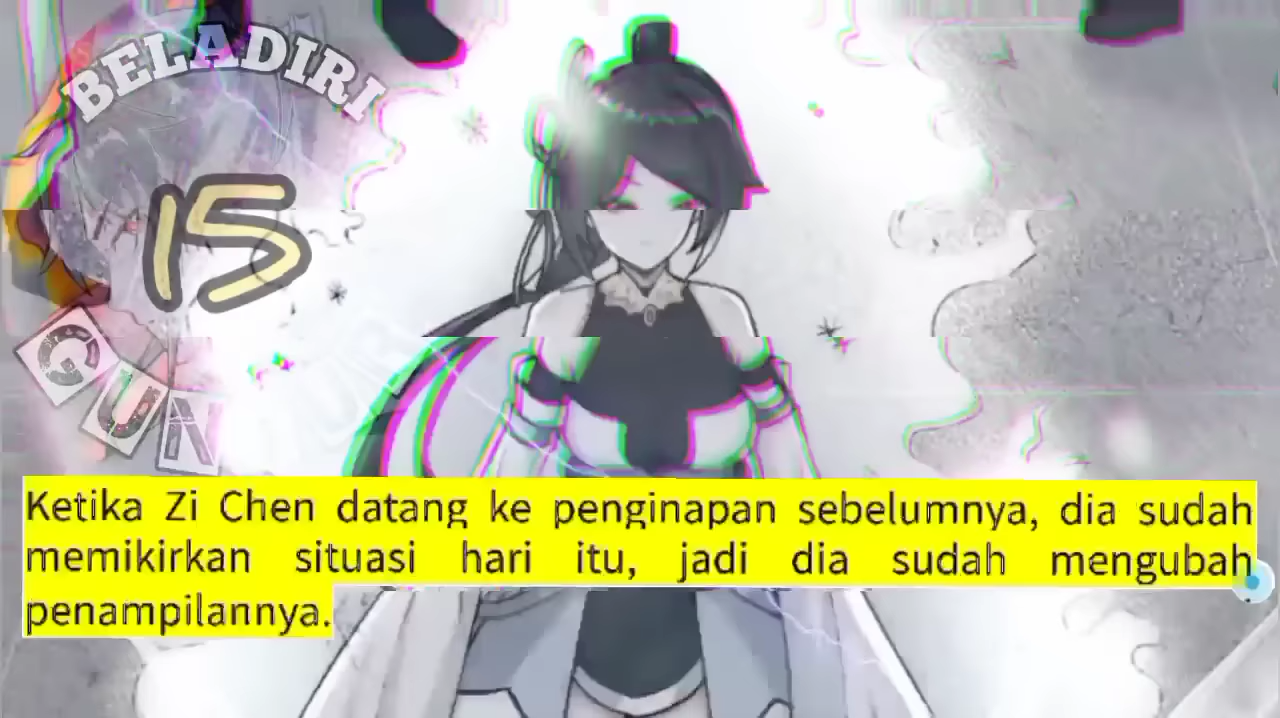 BELADIRI
15
GUN
Ketika Zi Chen datang ke penginapan sebelumnya, dia sudah
memikirkan situasi hari itu, jadi dia sudah mengubah
penampilannya.